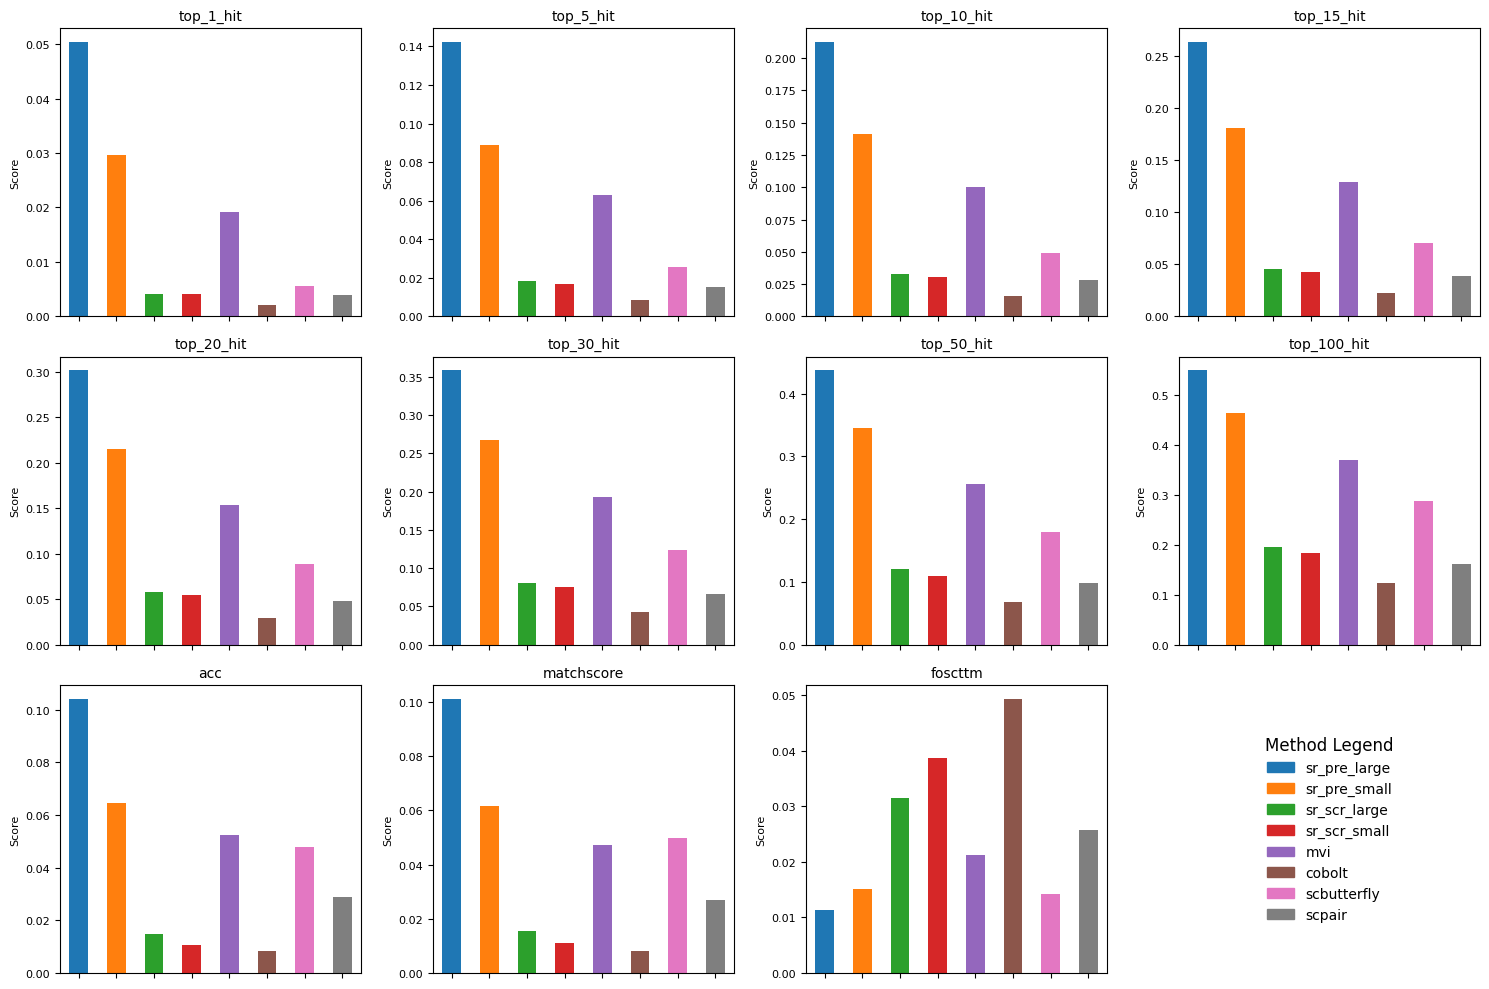 top_1_hit
Score
0.05
0.04
0.03
0.02
0.01
0.00
top_5_hit
Score
0.14
0.12
0.10
0.08
0.06
0.04
0.02
0.00
top_10_hit
Score
0.200
0.175
0.150
0.125
0.100
0.075
0.050
0.025
0.000
top_15_hit
Score
0.25
0.20
0.15
0.10
0.05
0.00
top_20_hit
Score
0.30
0.25
0.20
0.15
0.10
0.05
0.00
top_30_hit
Score
0.35
0.30
0.25
0.20
0.15
0.10
0.05
0.00
top_50_hit
Score
0.4
0.3
0.2
0.1
0.0
top_100_hit
Score
0.5
0.4
0.3
0.2
0.1
0.0
acc
Score
0.10
0.08
0.06
0.04
0.02
0.00
matchscore
Score
0.10
0.08
0.06
0.04
0.02
0.00
foscttm
Score
0.05
0.04
0.03
0.02
0.01
0.00
Method Legend
sr_pre_large
sr_pre_small
sr_scr_large
sr_scr_small
mvi
cobolt
scbutterfly
scpair